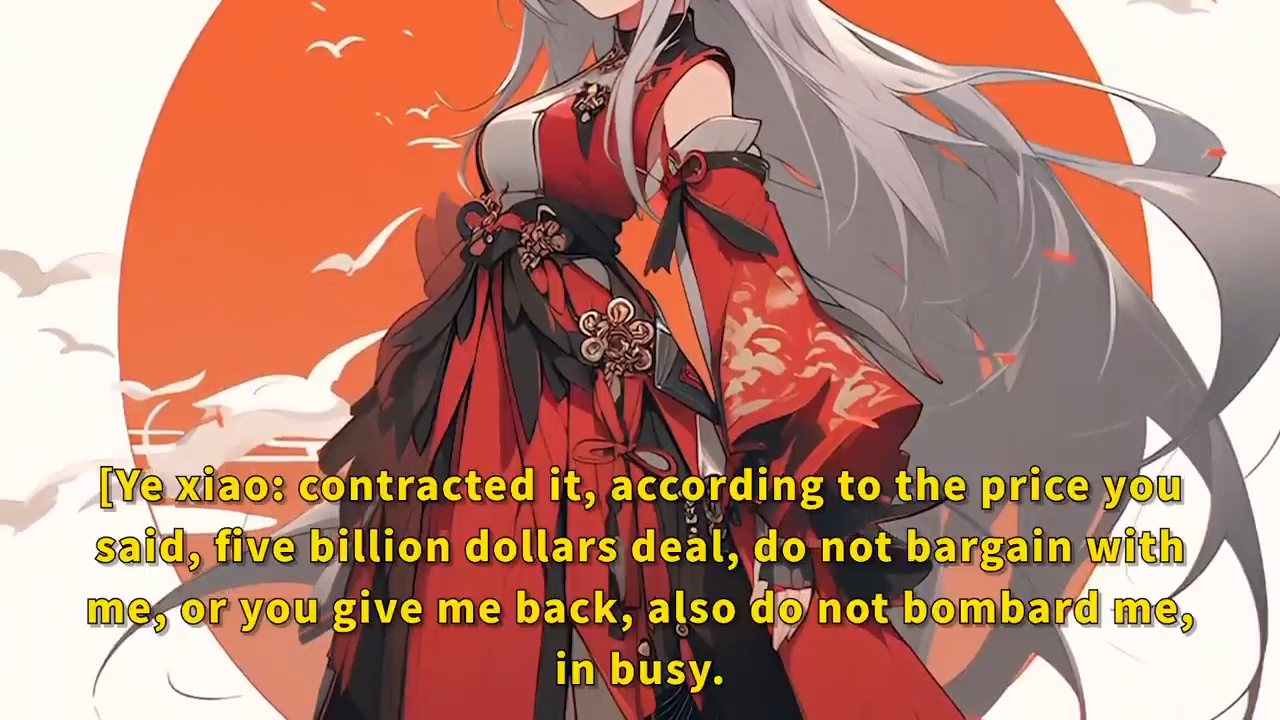 [Ye xiao: contracted it, according to the price you
said, five billion dollars deal, do not bargain with
me, or you give me back, also do not bombard me,
in busy.